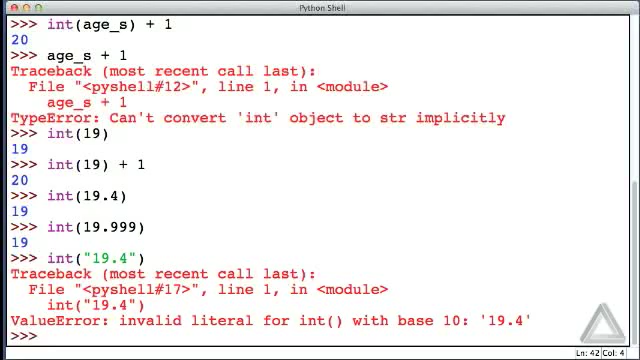 Python Shell
>>> int(age_s) + 1
20
>>> age_s + 1
Traceback (most recent call last):
  File "<pyshell#12>", line 1, in <module>
    age_s + 1
TypeError: Can't convert 'int' object to str implicitly
>>> int(19)
19
>>> int(19) + 1
20
>>> int(19.4)
19
>>> int(19.999)
19
>>> int("19.4")
Traceback (most recent call last):
  File "<pyshell#17>", line 1, in <module>
    int("19.4")
ValueError: invalid literal for int() with base 10: '19.4'
>>>
Ln: 42 Col: 4